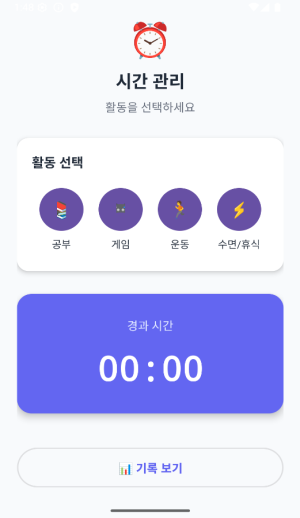 시간 관리
활동을 선택하세요
활동 선택
공부
게임
운동
수면/휴식
경과 시간
00:00
기록 보기